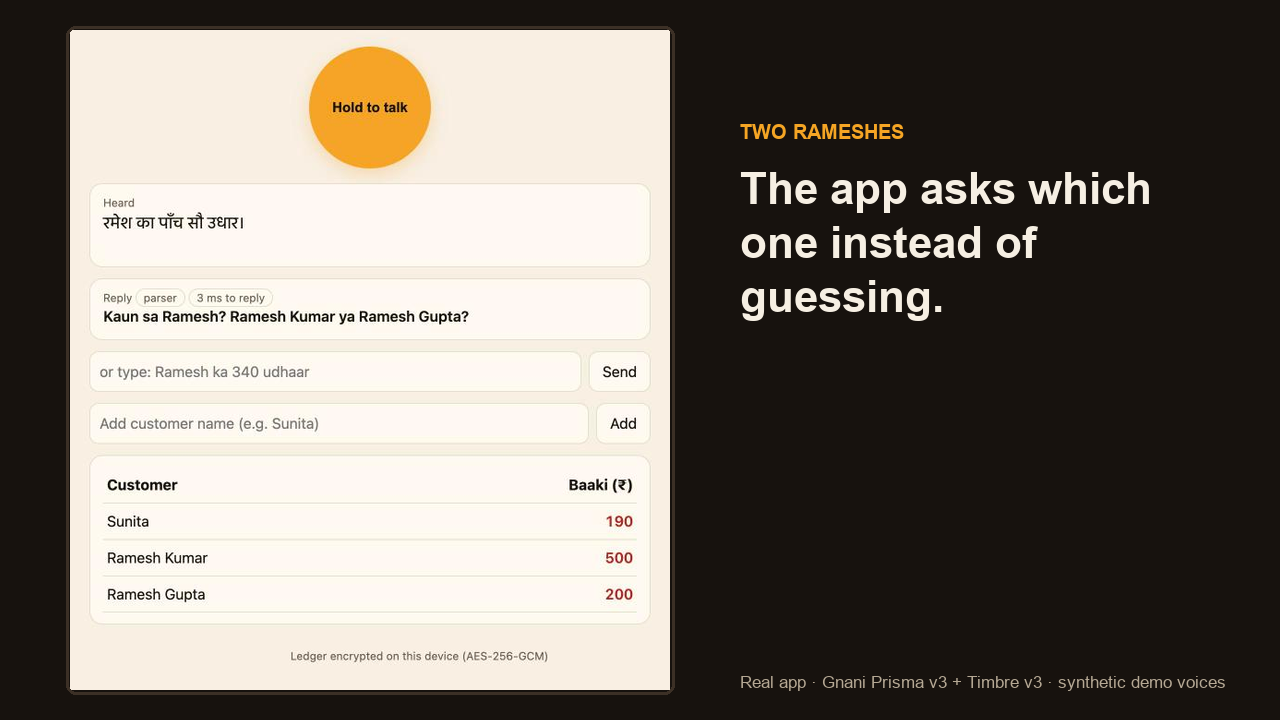 Hold to talk
Heard
रमेश का पाँच सौ उधार।
Reply parser 3 ms to reply
Kaun sa Ramesh? Ramesh Kumar ya Ramesh Gupta?
or type: Ramesh ka 340 udhaar Send
Add customer name (e.g. Sunita) Add
Customer Baaki (₹)
Sunita 190
Ramesh Kumar 500
Ramesh Gupta 200
Ledger encrypted on this device (AES-256-GCM)
TWO RAMESHES
The app asks which
one instead of
guessing.
Real app · Gnani Prisma v3 + Timbre v3 · synthetic demo voices